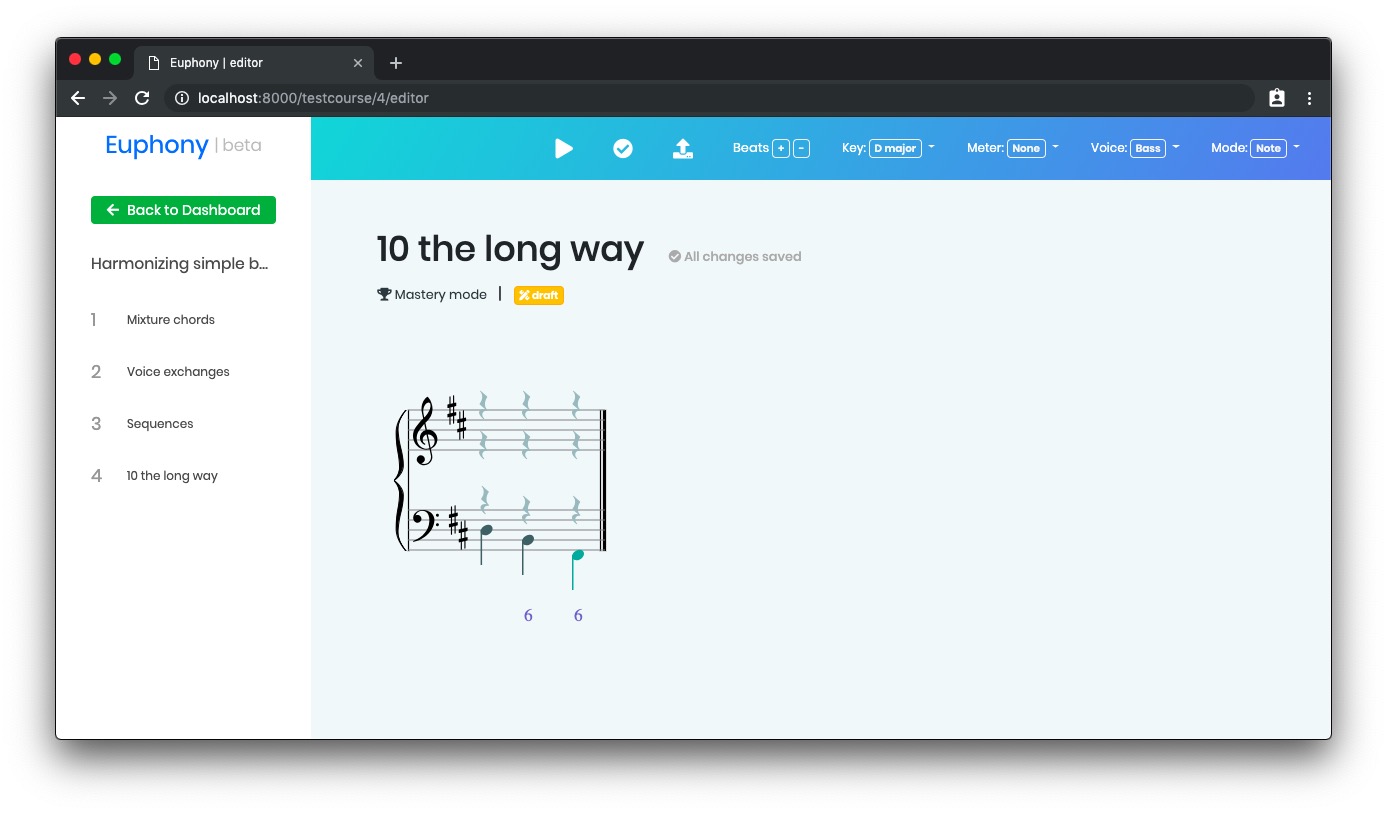 Euphony | editor
localhost:8000/testcourse/4/editor
Euphony | beta
Beats + - Key: D major Meter: None Voice: Bass Mode: Note
Back to Dashboard
Harmonizing simple b...
1 Mixture chords
2 Voice exchanges
3 Sequences
4 10 the long way
10 the long way All changes saved
Mastery mode | draft
6 6